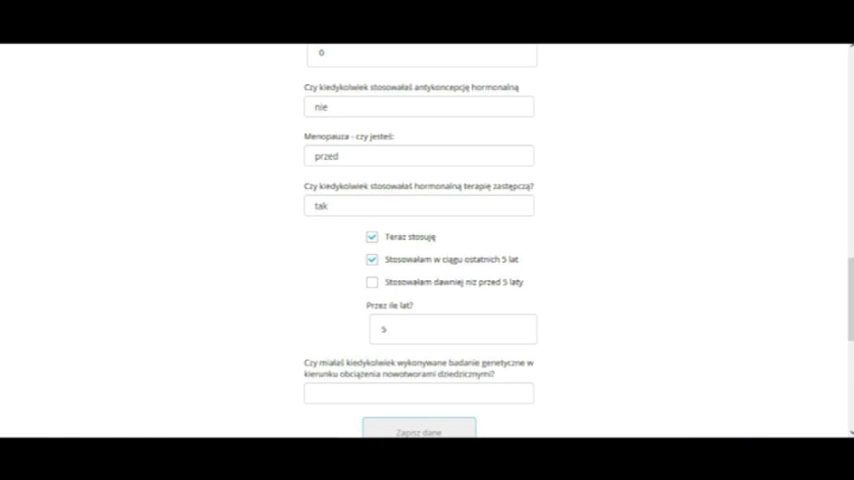 0
Czy kiedykolwiek stosowałaś antykoncepcję hormonalną
nie
Menopauza - czy jesteś:
przed
Czy kiedykolwiek stosowałaś hormonalną terapię zastępczą?
tak
Teraz stosuję
Stosowałam w ciągu ostatnich 5 lat
Stosowałam dawniej niż przed 5 laty
Przez ile lat?
5
Czy miałaś kiedykolwiek wykonywane badanie genetyczne w
kierunku obciążenia nowotworami dziedzicznymi?
Zapisz dane